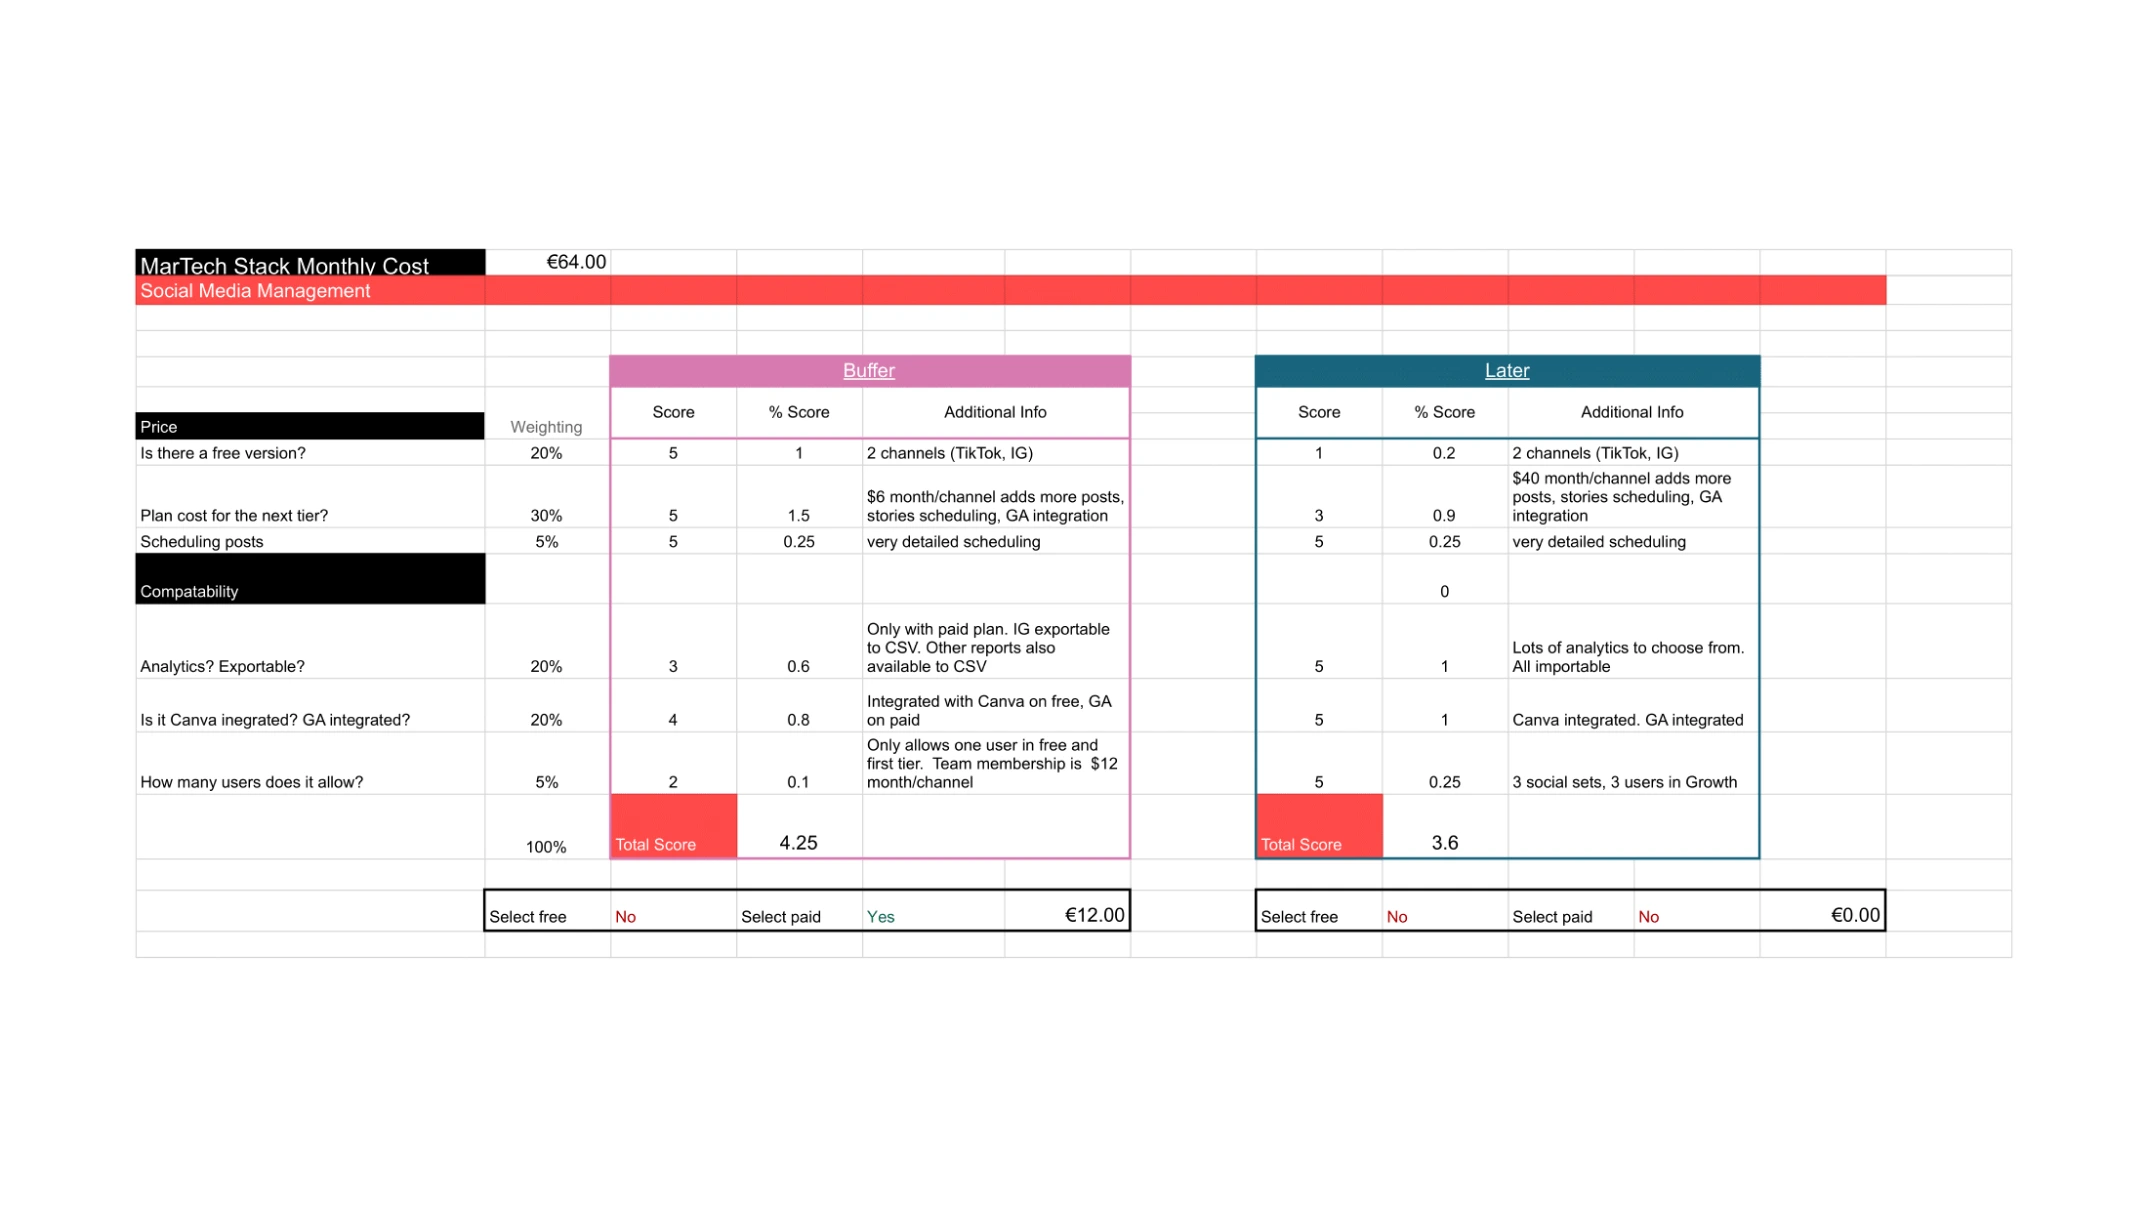 MarTech Stack Monthly Cost €64.00
Social Media Management
Buffer Later
Score % Score Additional Info Score % Score Additional Info
Price Weighting
Is there a free version? 20% 5 1 2 channels (TikTok, IG) 1 0.2 2 channels (TikTok, IG)
$40 month/channel adds more
$6 month/channel adds more posts, posts, stories scheduling, GA
Plan cost for the next tier? 30% 5 1.5 stories scheduling, GA integration 3 0.9 integration
Scheduling posts 5% 5 0.25 very detailed scheduling 5 0.25 very detailed scheduling
Compatability 0
Only with paid plan. IG exportable
to CSV. Other reports also Lots of analytics to choose from.
Analytics? Exportable? 20% 3 0.6 available to CSV 5 1 All importable
Integrated with Canva on free, GA
Is it Canva inegrated? GA integrated? 20% 4 0.8 on paid 5 1 Canva integrated. GA integrated
Only allows one user in free and
first tier. Team membership is $12
How many users does it allow? 5% 2 0.1 month/channel 5 0.25 3 social sets, 3 users in Growth
100% Total Score 4.25 Total Score 3.6
Select free No Select paid Yes €12.00 Select free No Select paid No €0.00